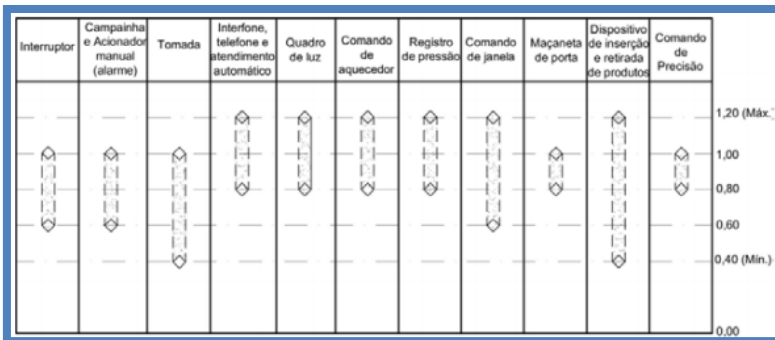 Interruptor
Campainha
e Acionador
manual
(alarme)
Tomada
Interfone,
telefone e
atendimento
automático
Quadro
de luz
Comando
de
aquecedor
Registro
de pressão
Comando
de janela
Maçaneta
de porta
Dispositivo
de inserção
e retirada
de produtos
Comando
de
Precisão
1,20 (Máx.)
1,00
0,80
0,60
0,40 (Mín.)
0,00